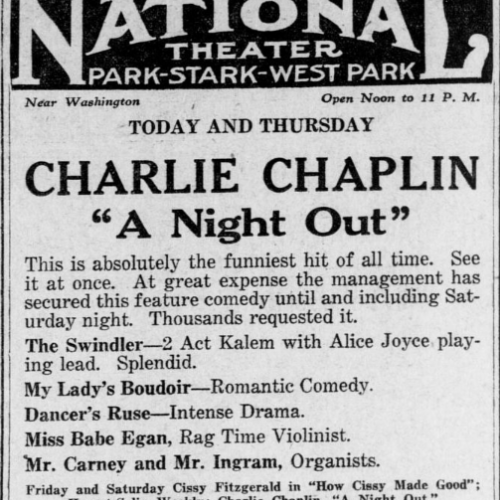 NATIONAL
THEATER
PARK-STARK-WEST PARK
Near Washington Open Noon to 11 P. M.
TODAY AND THURSDAY
CHARLIE CHAPLIN
“A Night Out”
This is absolutely the funniest hit of all time. See
it at once. At great expense the management has
secured this feature comedy until and including Sat-
urday night. Thousands requested it.
The Swindler—2 Act Kalem with Alice Joyce play-
ing lead. Splendid.
My Lady's Boudoir—Romantic Comedy.
Dancer's Ruse—Intense Drama.
Miss Babe Egan, Rag Time Violinist.
Mr. Carney and Mr. Ingram, Organists.
Friday and Saturday Cissy Fitzgerald in “How Cissy Made Good”;
Charlie Chaplin, “A Night Out.”